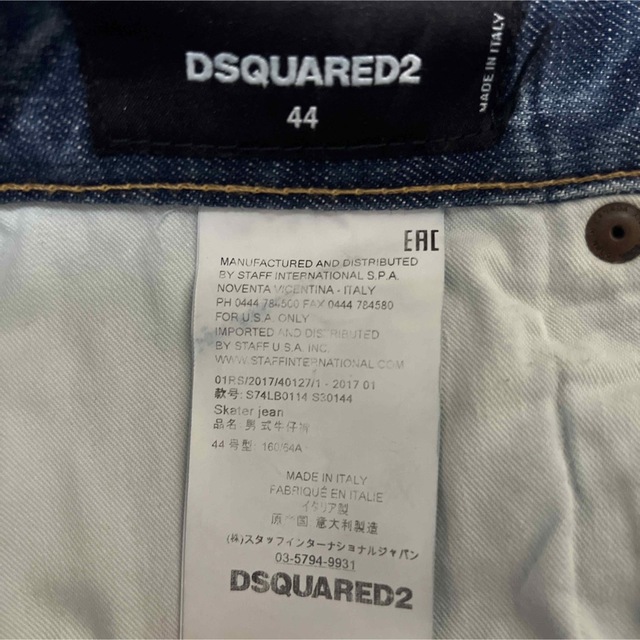 DSQUARED2
44
MADE IN ITALY
EAC
MANUFACTURED AND DISTRIBUTED
BY STAFF INTERNATIONAL S.P.A.
NOVENTA VICENTINA - ITALY
PH 0444 784500 FAX 0444 784580
FOR U.S.A. ONLY
IMPORTED AND DISTRIBUTED
BY STAFF U.S.A. INC.
WWW.STAFFINTERNATIONAL.COM
01RS/2017/40127/1 - 2017 01
款号: S74LB0114 S30144
Skater jean
品名: 男式牛仔裤
44 号型: 160/64A
MADE IN ITALY
FABRIQUÉ EN ITALIE
イタリア製
原 国 意大利製造
(株)スタッフインターナショナルジャパン
03-5794-9931
DSQUARED2